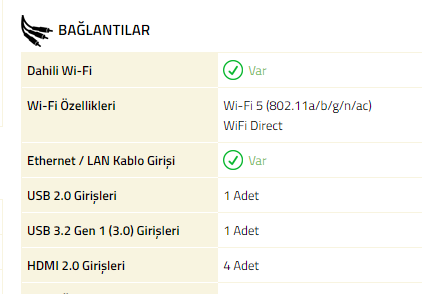 BAĞLANTILAR
Dahili Wi-Fi Var
Wi-Fi Özellikleri Wi-Fi 5 (802.11a/b/g/n/ac)
WiFi Direct
Ethernet / LAN Kablo Girişi Var
USB 2.0 Girişleri 1 Adet
USB 3.2 Gen 1 (3.0) Girişleri 1 Adet
HDMI 2.0 Girişleri 4 Adet